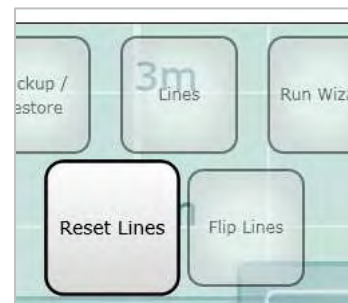 ckup /
estore
3m
Lines
Run Wiz
Reset Lines
Flip Lines